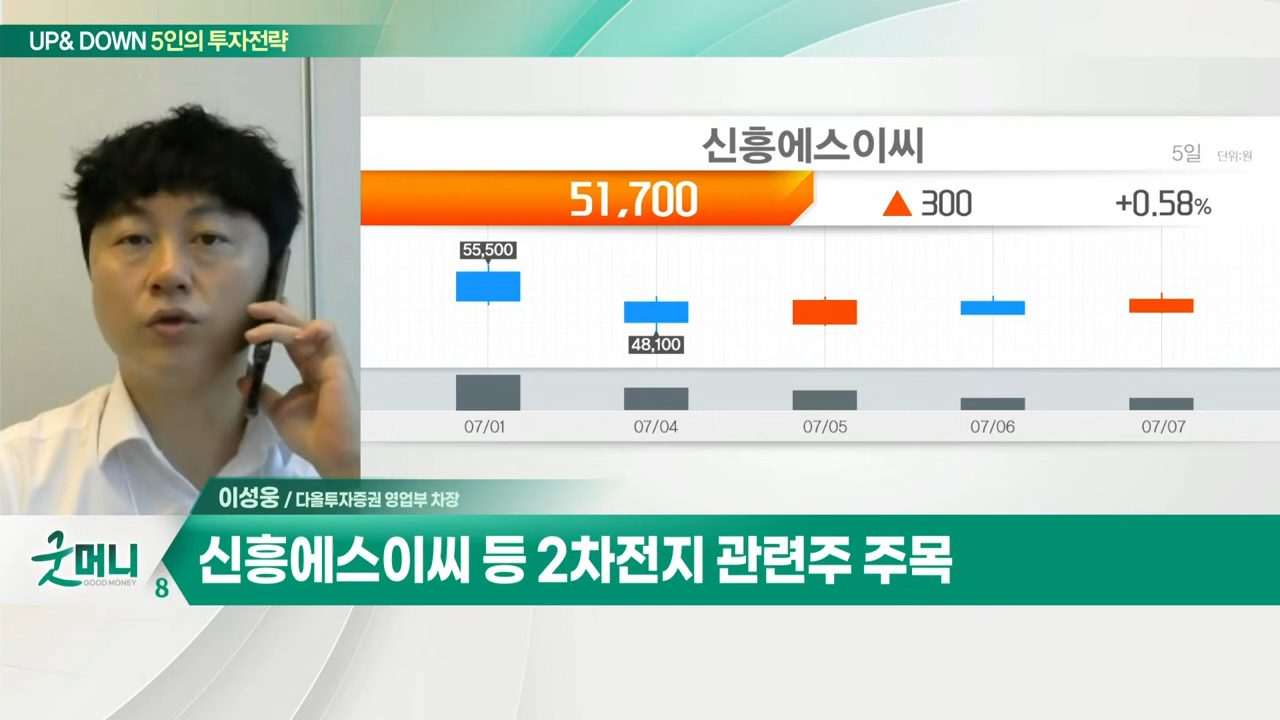 UP& DOWN 5인의 투자전략
신흥에스이씨
5일 단위:원
51,700 ▲ 300 +0.58%
55,500
48,100
07/01 07/04 07/05 07/06 07/07
이성웅 / 다올투자증권 영업부 차장
굿머니
GOOD MONEY
8
신흥에스이씨 등 2차전지 관련주 주목